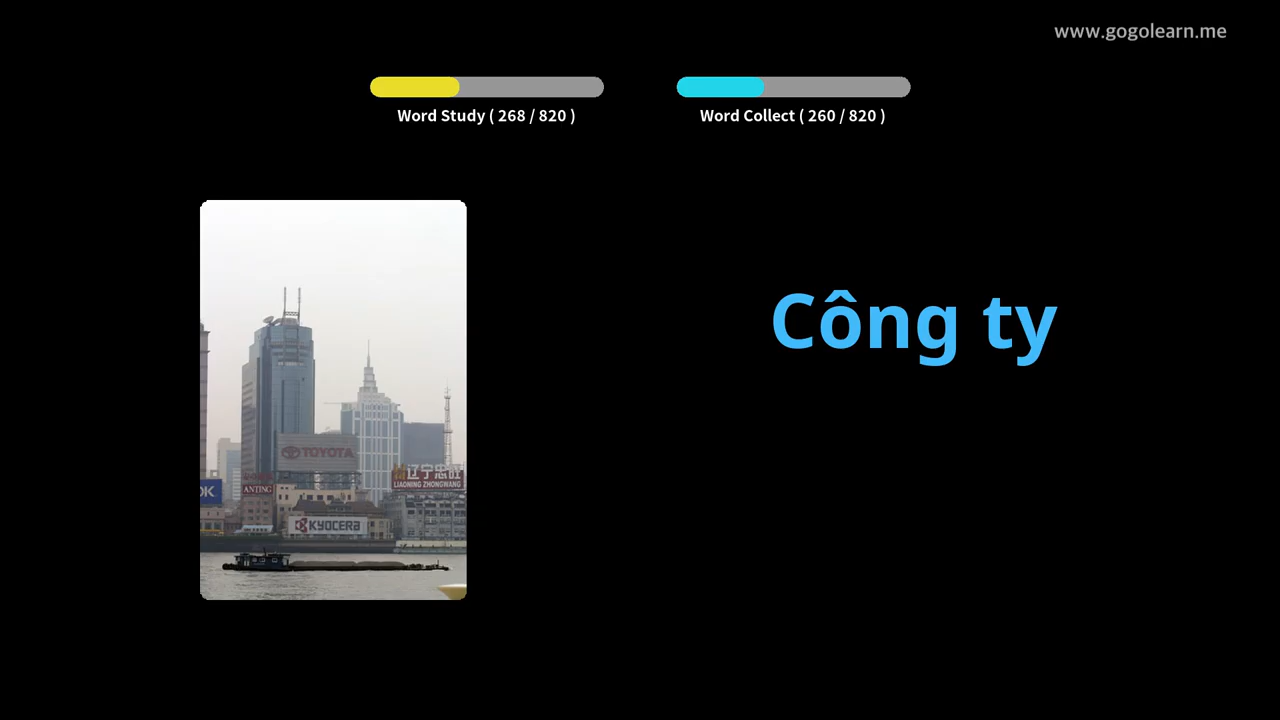 www.gogolearn.me
Word Study ( 268 / 820 )
Word Collect ( 260 / 820 )
Công ty
TOYOTA
辽宁忠旺
LIAONING ZHONGWANG
ANTING
KYOCERA